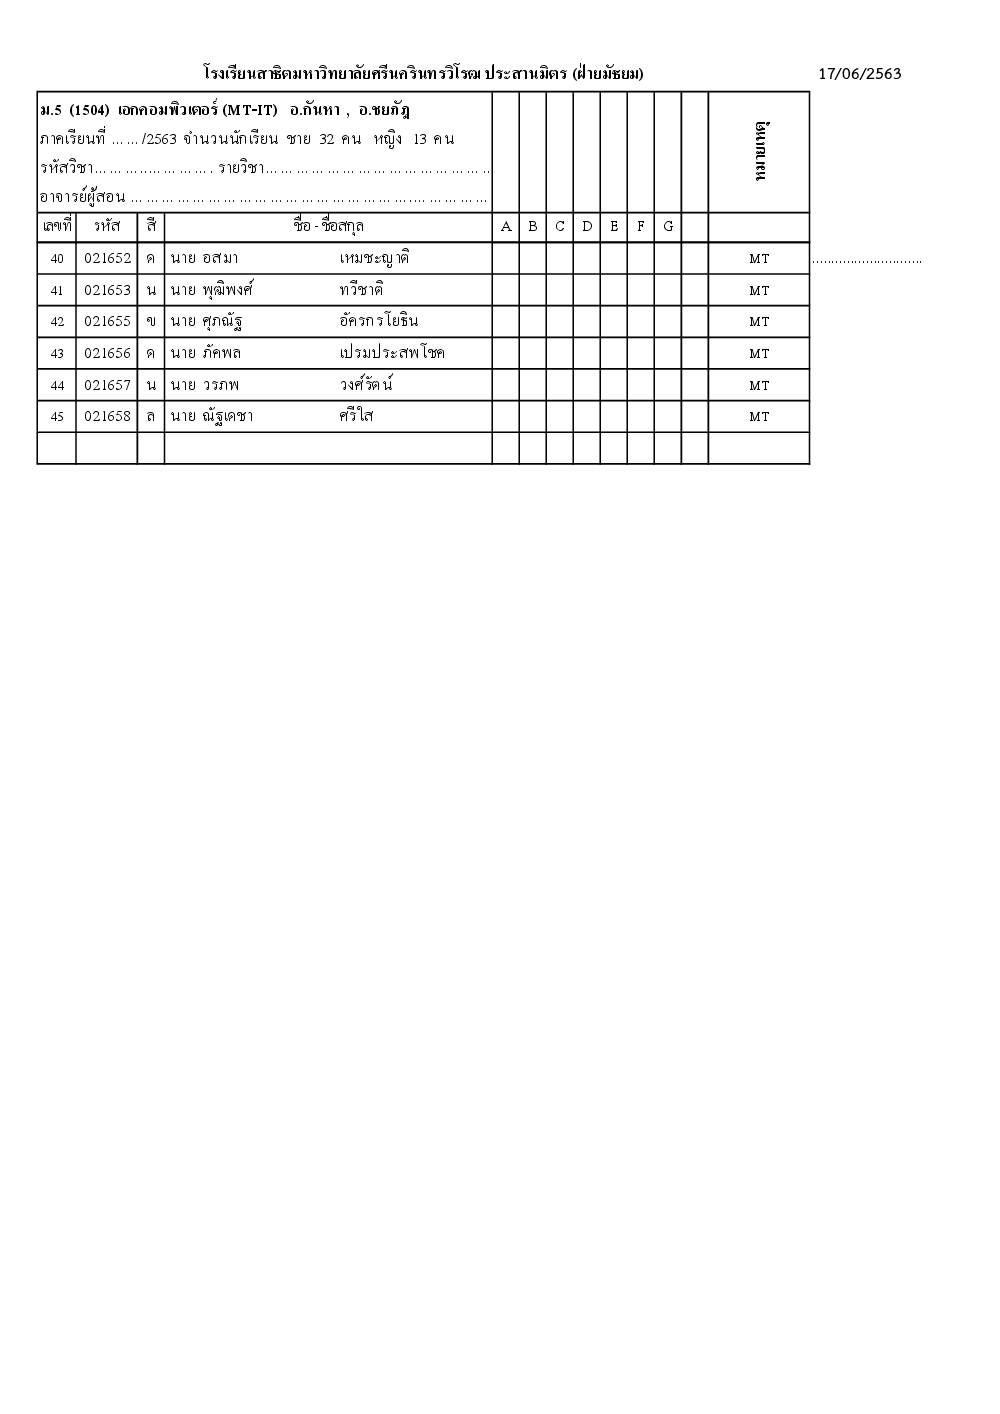 โรงเรียนสาธิตมหาวิทยาลัยศรีนครินทรวิโรฒ ประสานมิตร (ฝ่ายมัธยม) 17/06/2563
ม.5 (1504) เอกคอมพิวเตอร์ (MT-IT) อ.กันหา , อ.ชยภัฎ
หมายเหตุ
ภาคเรียนที่ ……/2563 จำนวนนักเรียน ชาย 32 คน หญิง 13 คน
รหัสวิชา…………………. รายวิชา……………………………………..
อาจารย์ผู้สอน ……………………………………………………………
เลขที่ รหัส สี ชื่อ - ชื่อสกุล A B C D E F G
40 021652 ด นาย อสมา เหมชะญาติ MT .............................
41 021653 น นาย พุฒิพงศ์ ทวีชาติ MT
42 021655 ข นาย ศุภณัฐ อัครกรโยธิน MT
43 021656 ด นาย ภัคพล เปรมประสพโชค MT
44 021657 น นาย วรภพ วงศ์รัตน์ MT
45 021658 ล นาย ณัฐเดชา ศรีใส MT